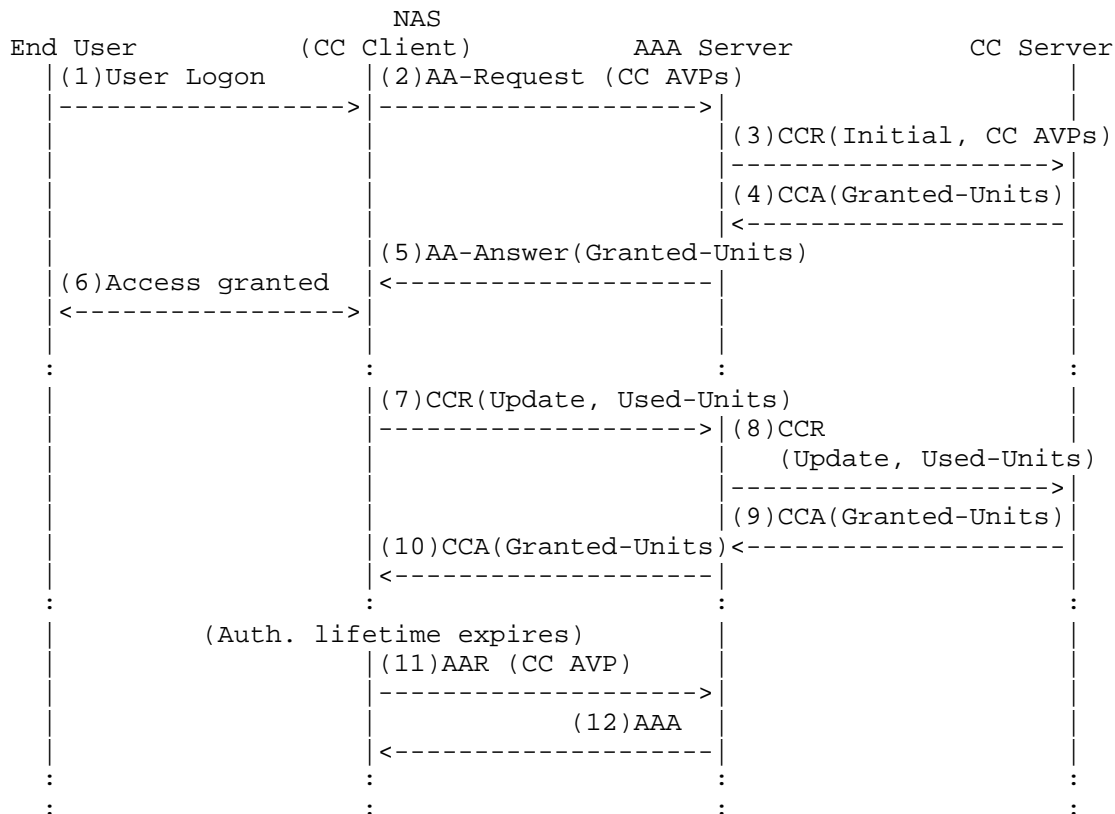 NAS
End User (CC Client) AAA Server CC Server
(1)User Logon (2)AA-Request (CC AVPs)
(3)CCR(Initial, CC AVPs)
(4)CCA(Granted-Units)
(5)AA-Answer(Granted-Units)
(6)Access granted
(7)CCR(Update, Used-Units)
(8)CCR
(Update, Used-Units)
(9)CCA(Granted-Units)
(10)CCA(Granted-Units)
(Auth. lifetime expires)
(11)AAR (CC AVP)
(12)AAA